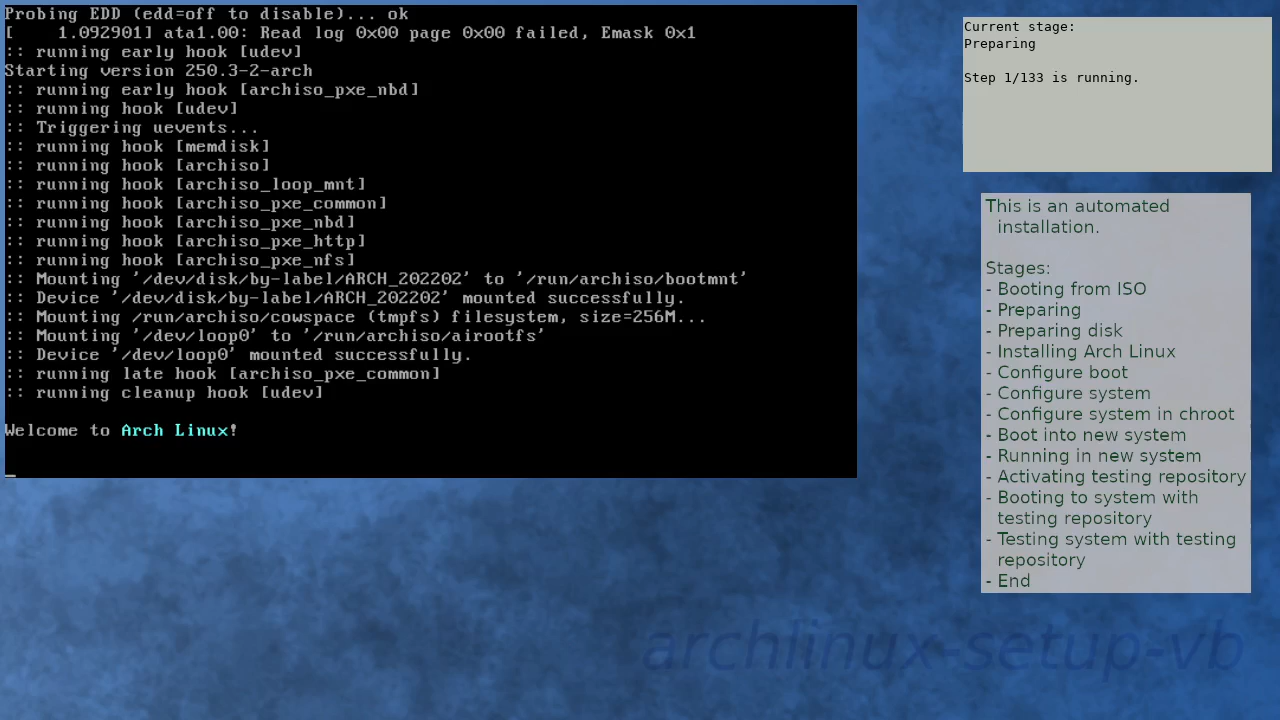 Probing EDD (edd=off to disable)... ok
[    1.092901] ata1.00: Read log 0x00 page 0x00 failed, Emask 0x1
:: running early hook [udev]
Starting version 250.3-2-arch
:: running early hook [archiso_pxe_nbd]
:: running hook [udev]
:: Triggering uevents...
:: running hook [memdisk]
:: running hook [archiso]
:: running hook [archiso_loop_mnt]
:: running hook [archiso_pxe_common]
:: running hook [archiso_pxe_nbd]
:: running hook [archiso_pxe_http]
:: running hook [archiso_pxe_nfs]
:: Mounting '/dev/disk/by-label/ARCH_202202' to '/run/archiso/bootmnt'
:: Device '/dev/disk/by-label/ARCH_202202' mounted successfully.
:: Mounting /run/archiso/cowspace (tmpfs) filesystem, size=256M...
:: Mounting '/dev/loop0' to '/run/archiso/airootfs'
:: Device '/dev/loop0' mounted successfully.
:: running late hook [archiso_pxe_common]
:: running cleanup hook [udev]
Welcome to Arch Linux!
Current stage:
Preparing
Step 1/133 is running.
This is an automated
installation.
Stages:
- Booting from ISO
- Preparing
- Preparing disk
- Installing Arch Linux
- Configure boot
- Configure system
- Configure system in chroot
- Boot into new system
- Running in new system
- Activating testing repository
- Booting to system with
testing repository
- Testing system with testing
repository
- End
archlinux-setup-vb